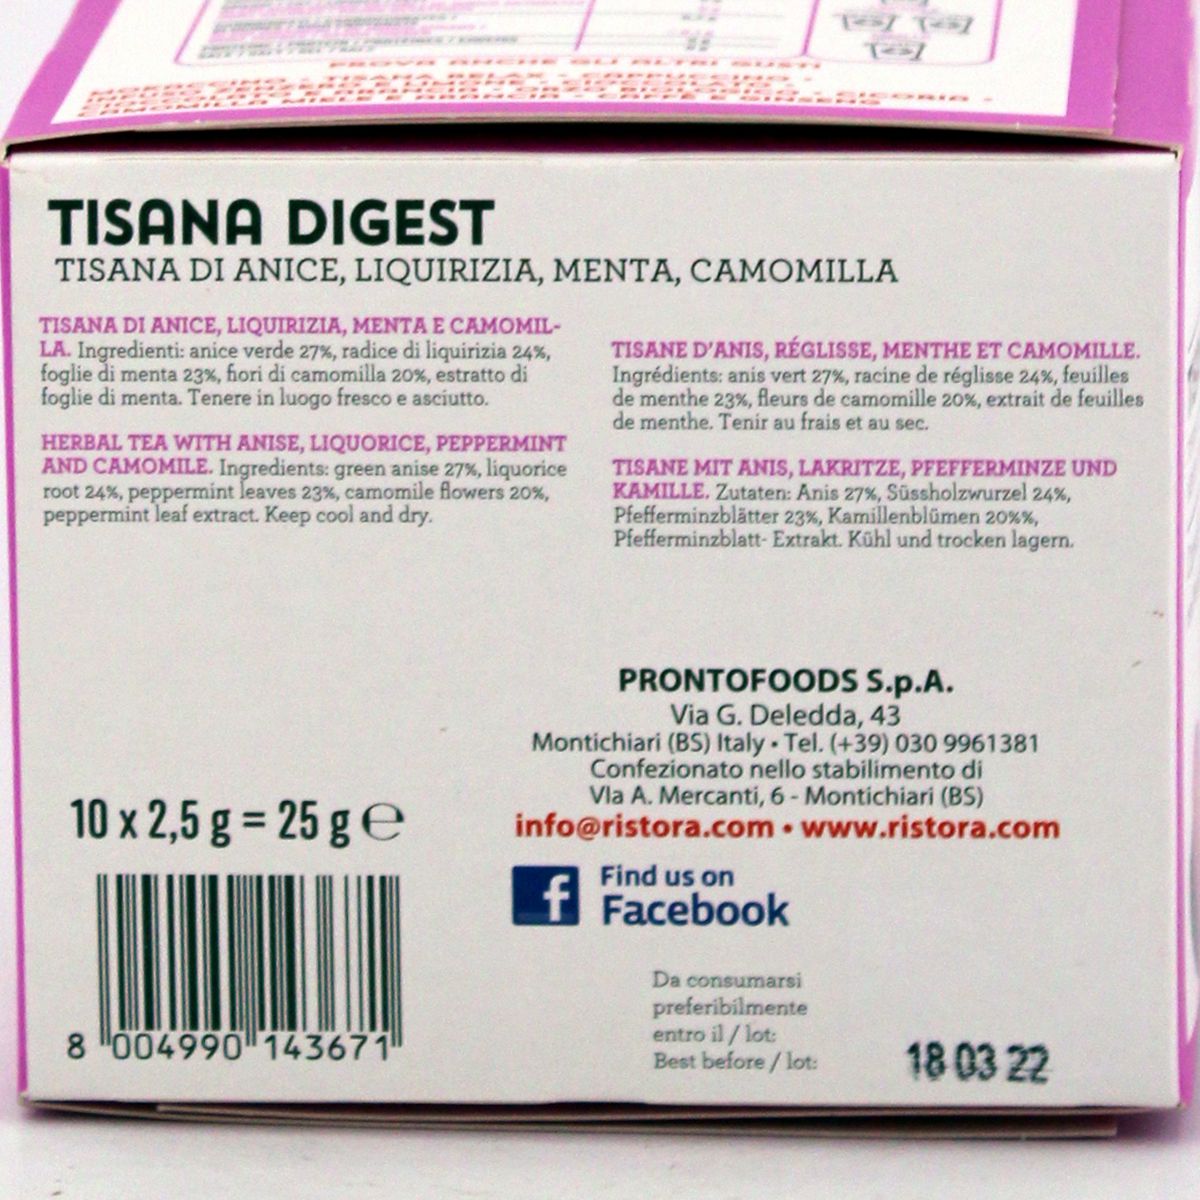 PROVA ANCHE GLI ALTRI GUSTI
TISANA DIGEST
TISANA DI ANICE, LIQUIRIZIA, MENTA, CAMOMILLA
TISANA DI ANICE, LIQUIRIZIA, MENTA E CAMOMIL-
LA. Ingredienti: anice verde 27%, radice di liquirizia 24%,
foglie di menta 23%, fiori di camomilla 20%, estratto di
foglie di menta. Tenere in luogo fresco e asciutto.
HERBAL TEA WITH ANISE, LIQUORICE, PEPPERMINT
AND CAMOMILE. Ingredients: green anise 27%, liquorice
root 24%, peppermint leaves 23%, camomile flowers 20%,
peppermint leaf extract. Keep cool and dry.
TISANE D'ANIS, RÉGLISSE, MENTHE ET CAMOMILLE.
Ingrédients: anis vert 27%, racine de réglisse 24%, feuilles
de menthe 23%, fleurs de camomille 20%, extrait de feuilles
de menthe. Tenir au frais et au sec.
TISANE MIT ANIS, LAKRITZE, PFEFFERMINZE UND
KAMILLE. Zutaten: Anis 27%, Süssholzwurzel 24%,
Pfefferminzblätter 23%, Kamillenblümen 20%%,
Pfefferminzblatt- Extrakt. Kühl und trocken lagern.
PRONTOFOODS S.p.A.
Via G. Deledda, 43
Montichiari (BS) Italy • Tel. (+39) 030 9961381
Confezionato nello stabilimento di
VIa A. Mercanti, 6 - Montichiari (BS)
info@ristora.com • www.ristora.com
10 x 2,5 g = 25 g ℮
f Find us on
Facebook
8 004990 143671
Da consumarsi
preferibilmente
entro il / lot:
Best before / lot:
18 03 22